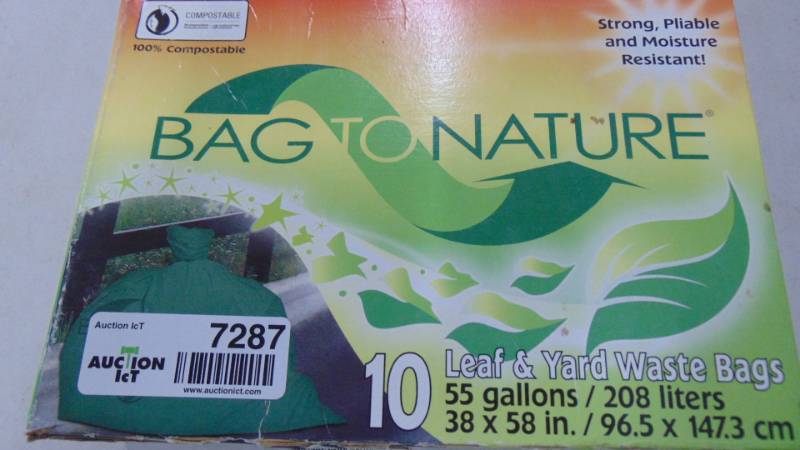 COMPOSTABLE
100% Compostable
Strong, Pliable
and Moisture
Resistant!
BAG TO NATURE®
Auction IcT
7287
AUCTION
IcT
www.auctionict.com
10
Leaf & Yard Waste Bags
55 gallons / 208 liters
38 x 58 in. / 96.5 x 147.3 cm